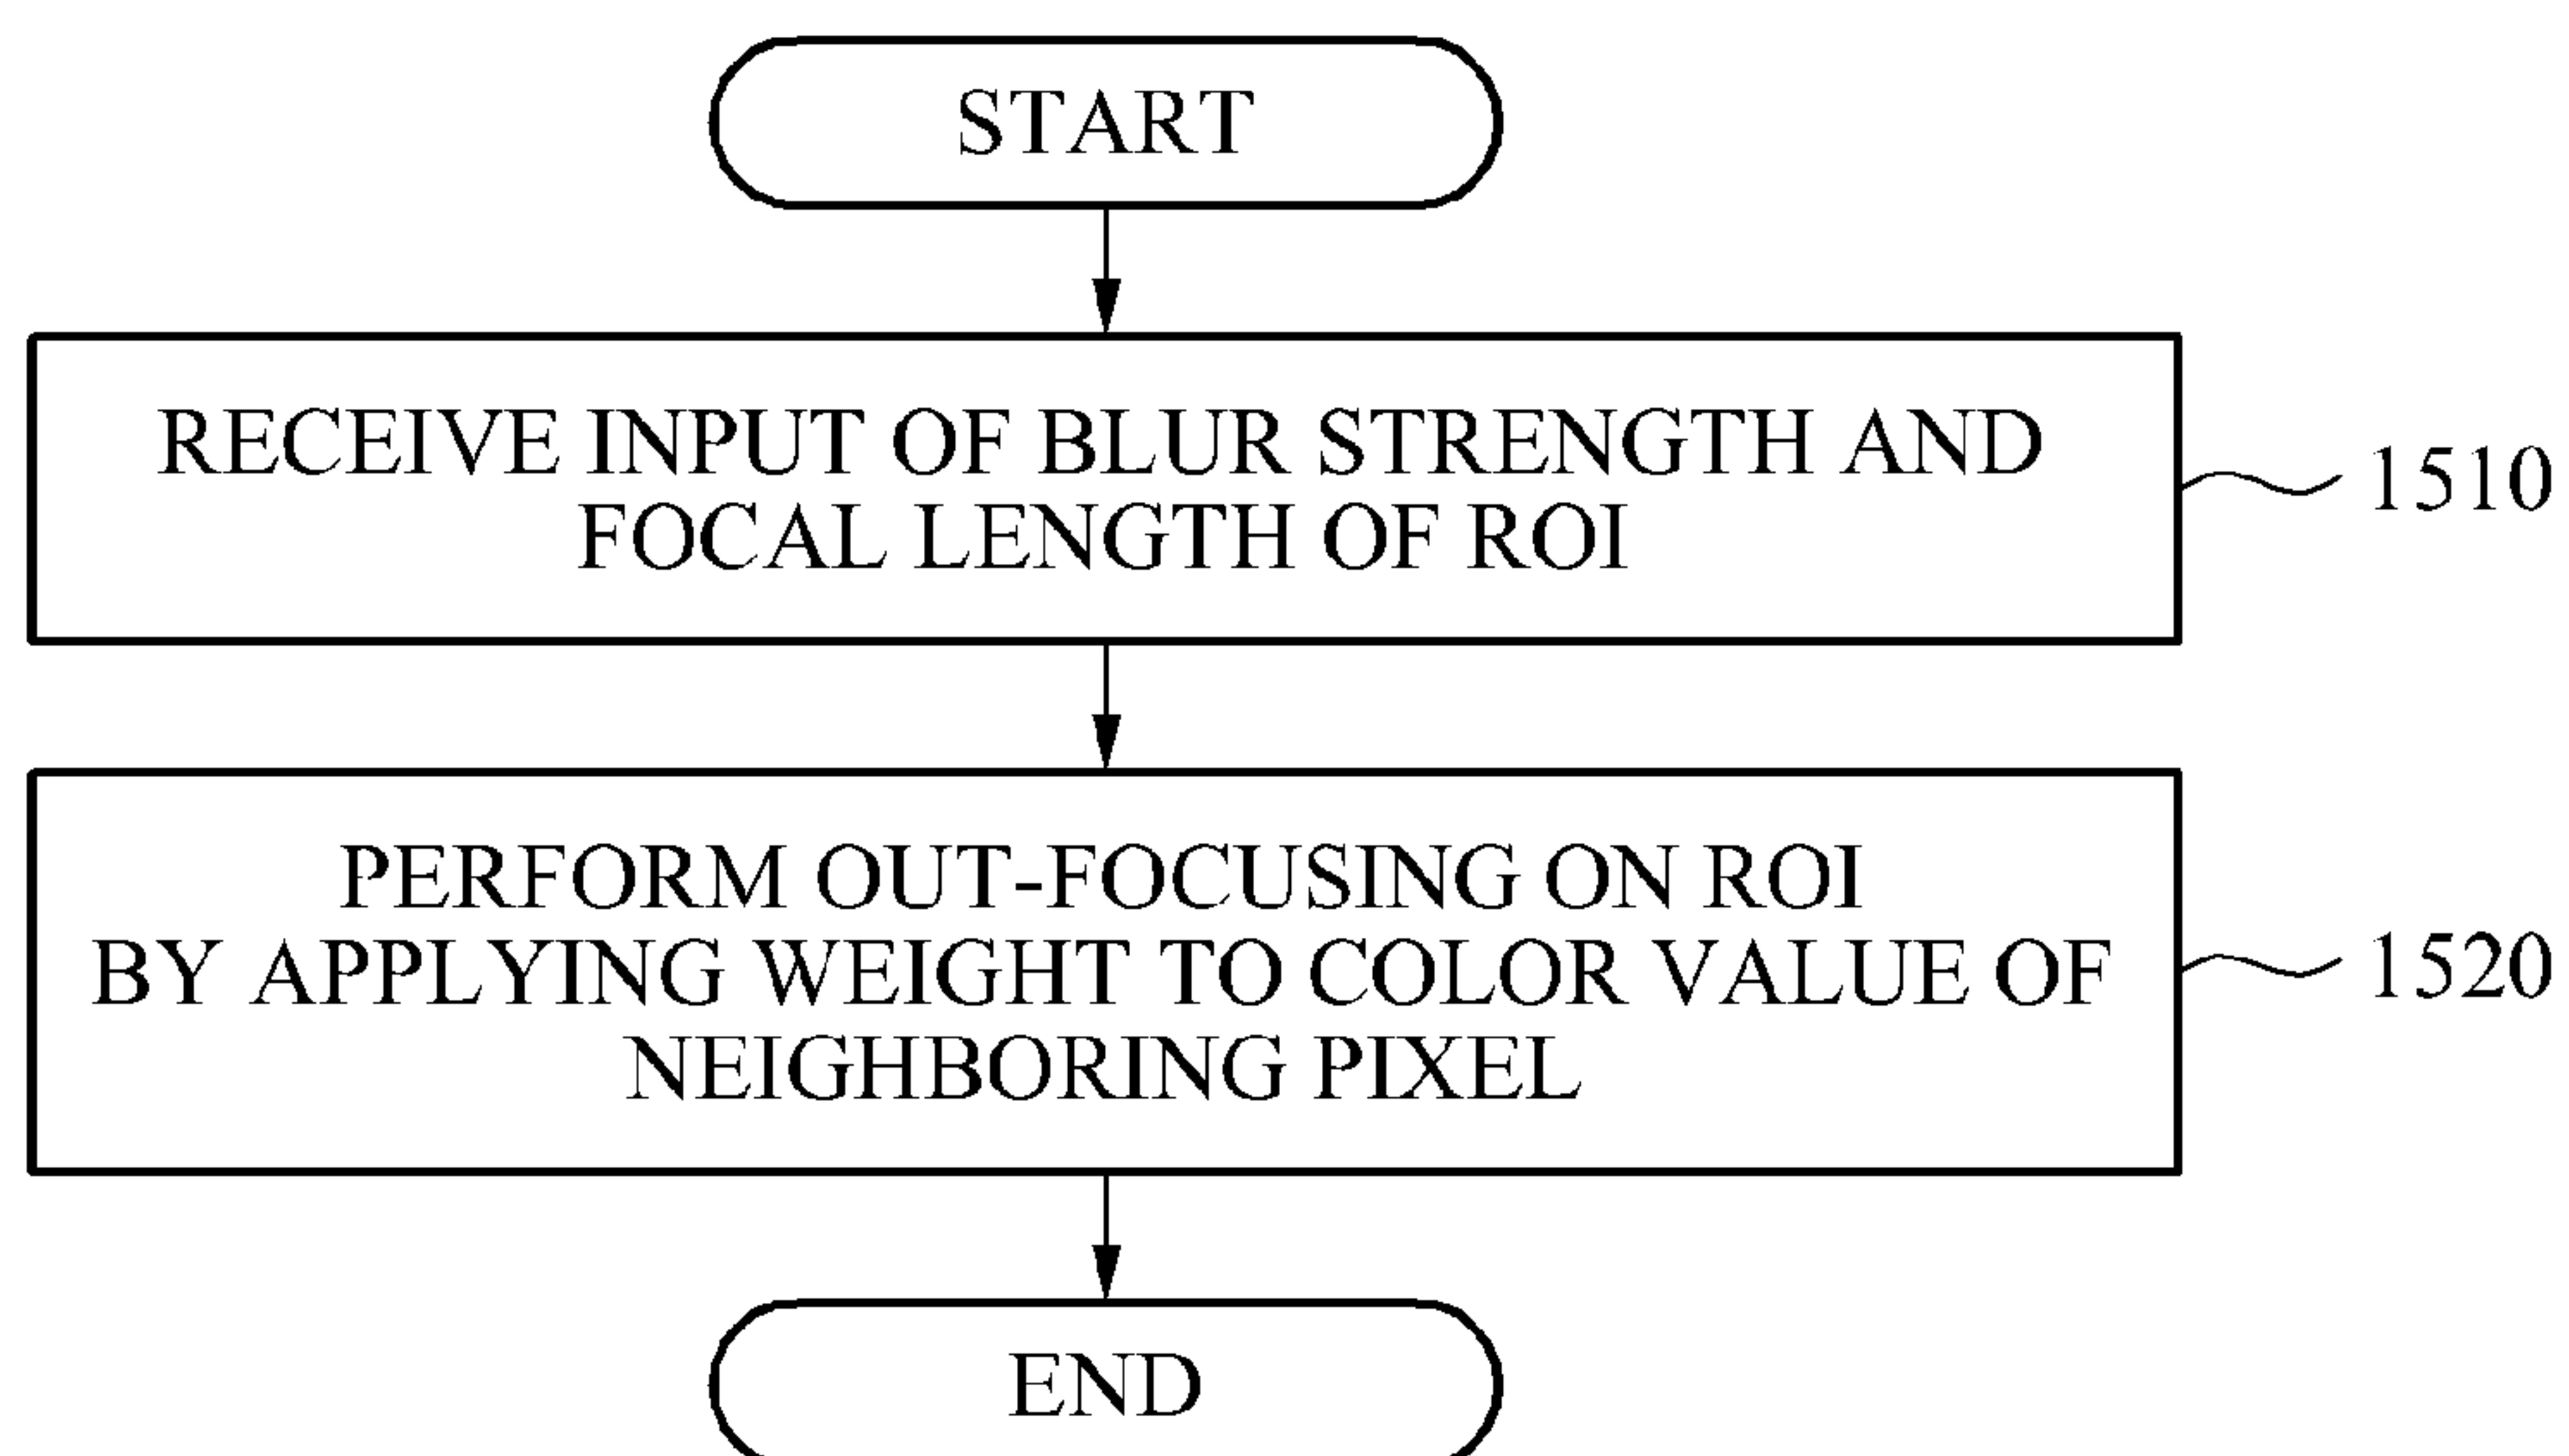 START
RECEIVE INPUT OF BLUR STRENGTH AND
FOCAL LENGTH OF ROI
1510
PERFORM OUT-FOCUSING ON ROI
BY APPLYING WEIGHT TO COLOR VALUE OF
NEIGHBORING PIXEL
1520
END